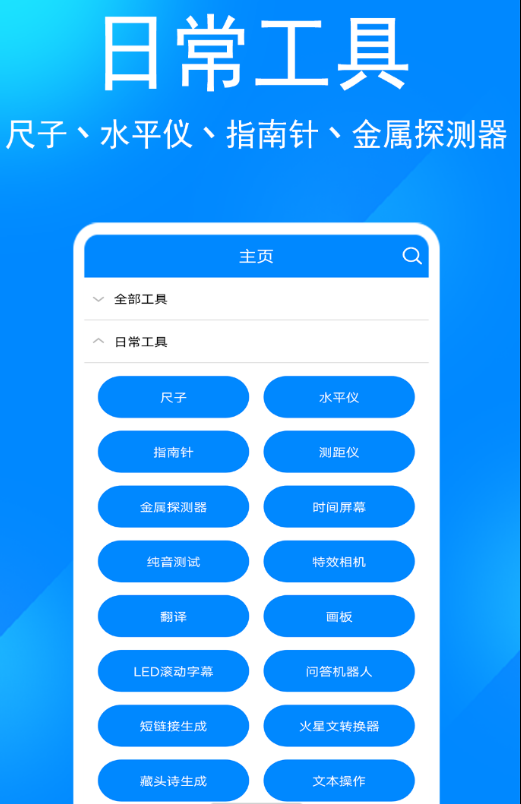 日常工具
尺子丶水平仪丶指南针丶金属探测器
主页
全部工具
日常工具
尺子 水平仪
指南针 测距仪
金属探测器 时间屏幕
纯音测试 特效相机
翻译 画板
LED滚动字幕 问答机器人
短链接生成 火星文转换器
藏头诗生成 文本操作